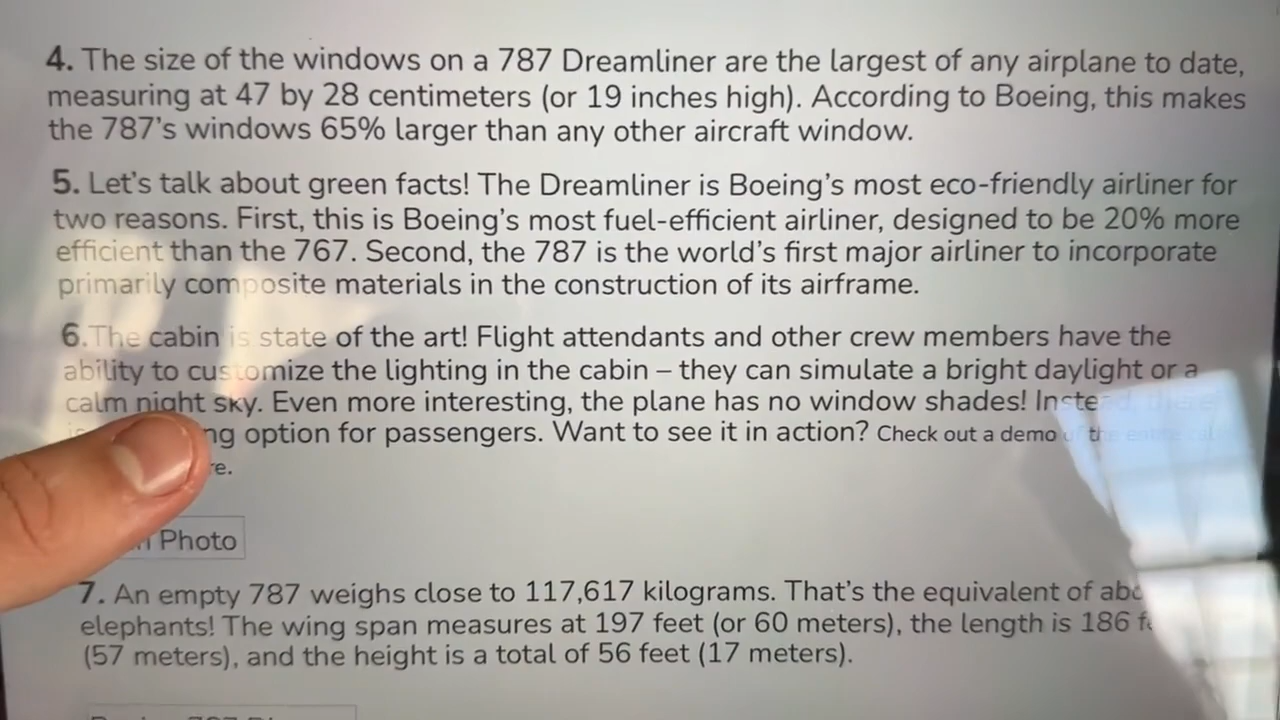 4. The size of the windows on a 787 Dreamliner are the largest of any airplane to date,
measuring at 47 by 28 centimeters (or 19 inches high). According to Boeing, this makes
the 787's windows 65% larger than any other aircraft window.
5. Let's talk about green facts! The Dreamliner is Boeing's most eco-friendly airliner for
two reasons. First, this is Boeing's most fuel-efficient airliner, designed to be 20% more
efficient than the 767. Second, the 787 is the world's first major airliner to incorporate
primarily composite materials in the construction of its airframe.
6.The cabin is state of the art! Flight attendants and other crew members have the
ability to customize the lighting in the cabin – they can simulate a bright daylight or a
calm night sky. Even more interesting, the plane has no window shades! Instead, there
option for passengers. Want to see it in action? Check out a demo of the
Photo
7. An empty 787 weighs close to 117,617 kilograms. That's the equivalent of
elephants! The wing span measures at 197 feet (or 60 meters), the length is 186
(57 meters), and the height is a total of 56 feet (17 meters).